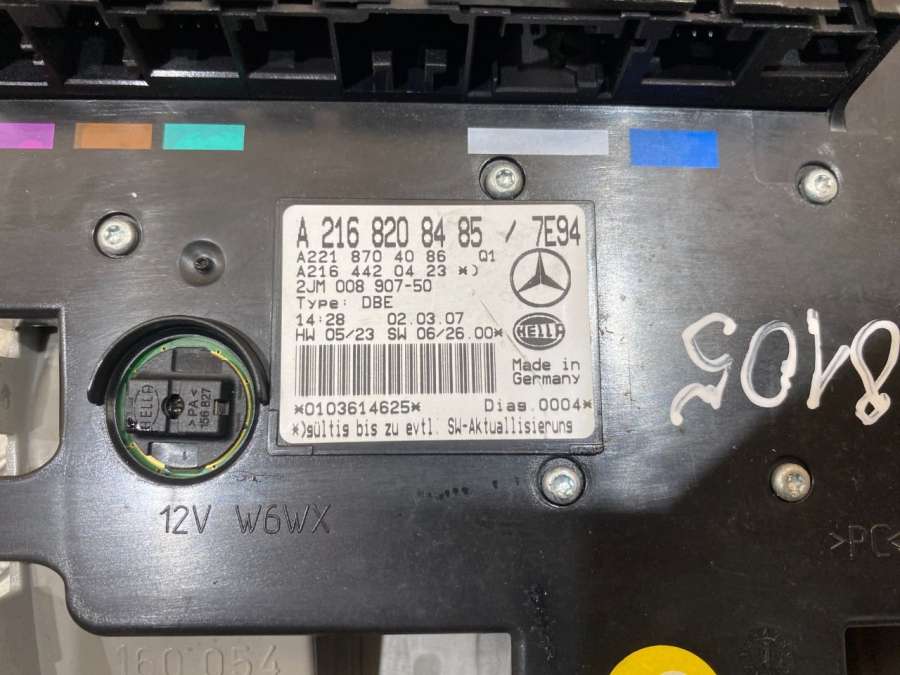 A 216 820 84 85 / 7E94
A221 870 40 86 Q1
A216 442 04 23 *)
2JM 008 907-50
Type: DBE
14:28 02.03.07
HW 05/23 SW 06/26.00*
HELLA
Made in
Germany
*0103614625* Diag.0004*
*)gültig bis zu evtl. SW-Aktuallisierung
HELLA
>PA<
156 827
12V W6WX
8105
>PC<
160 054